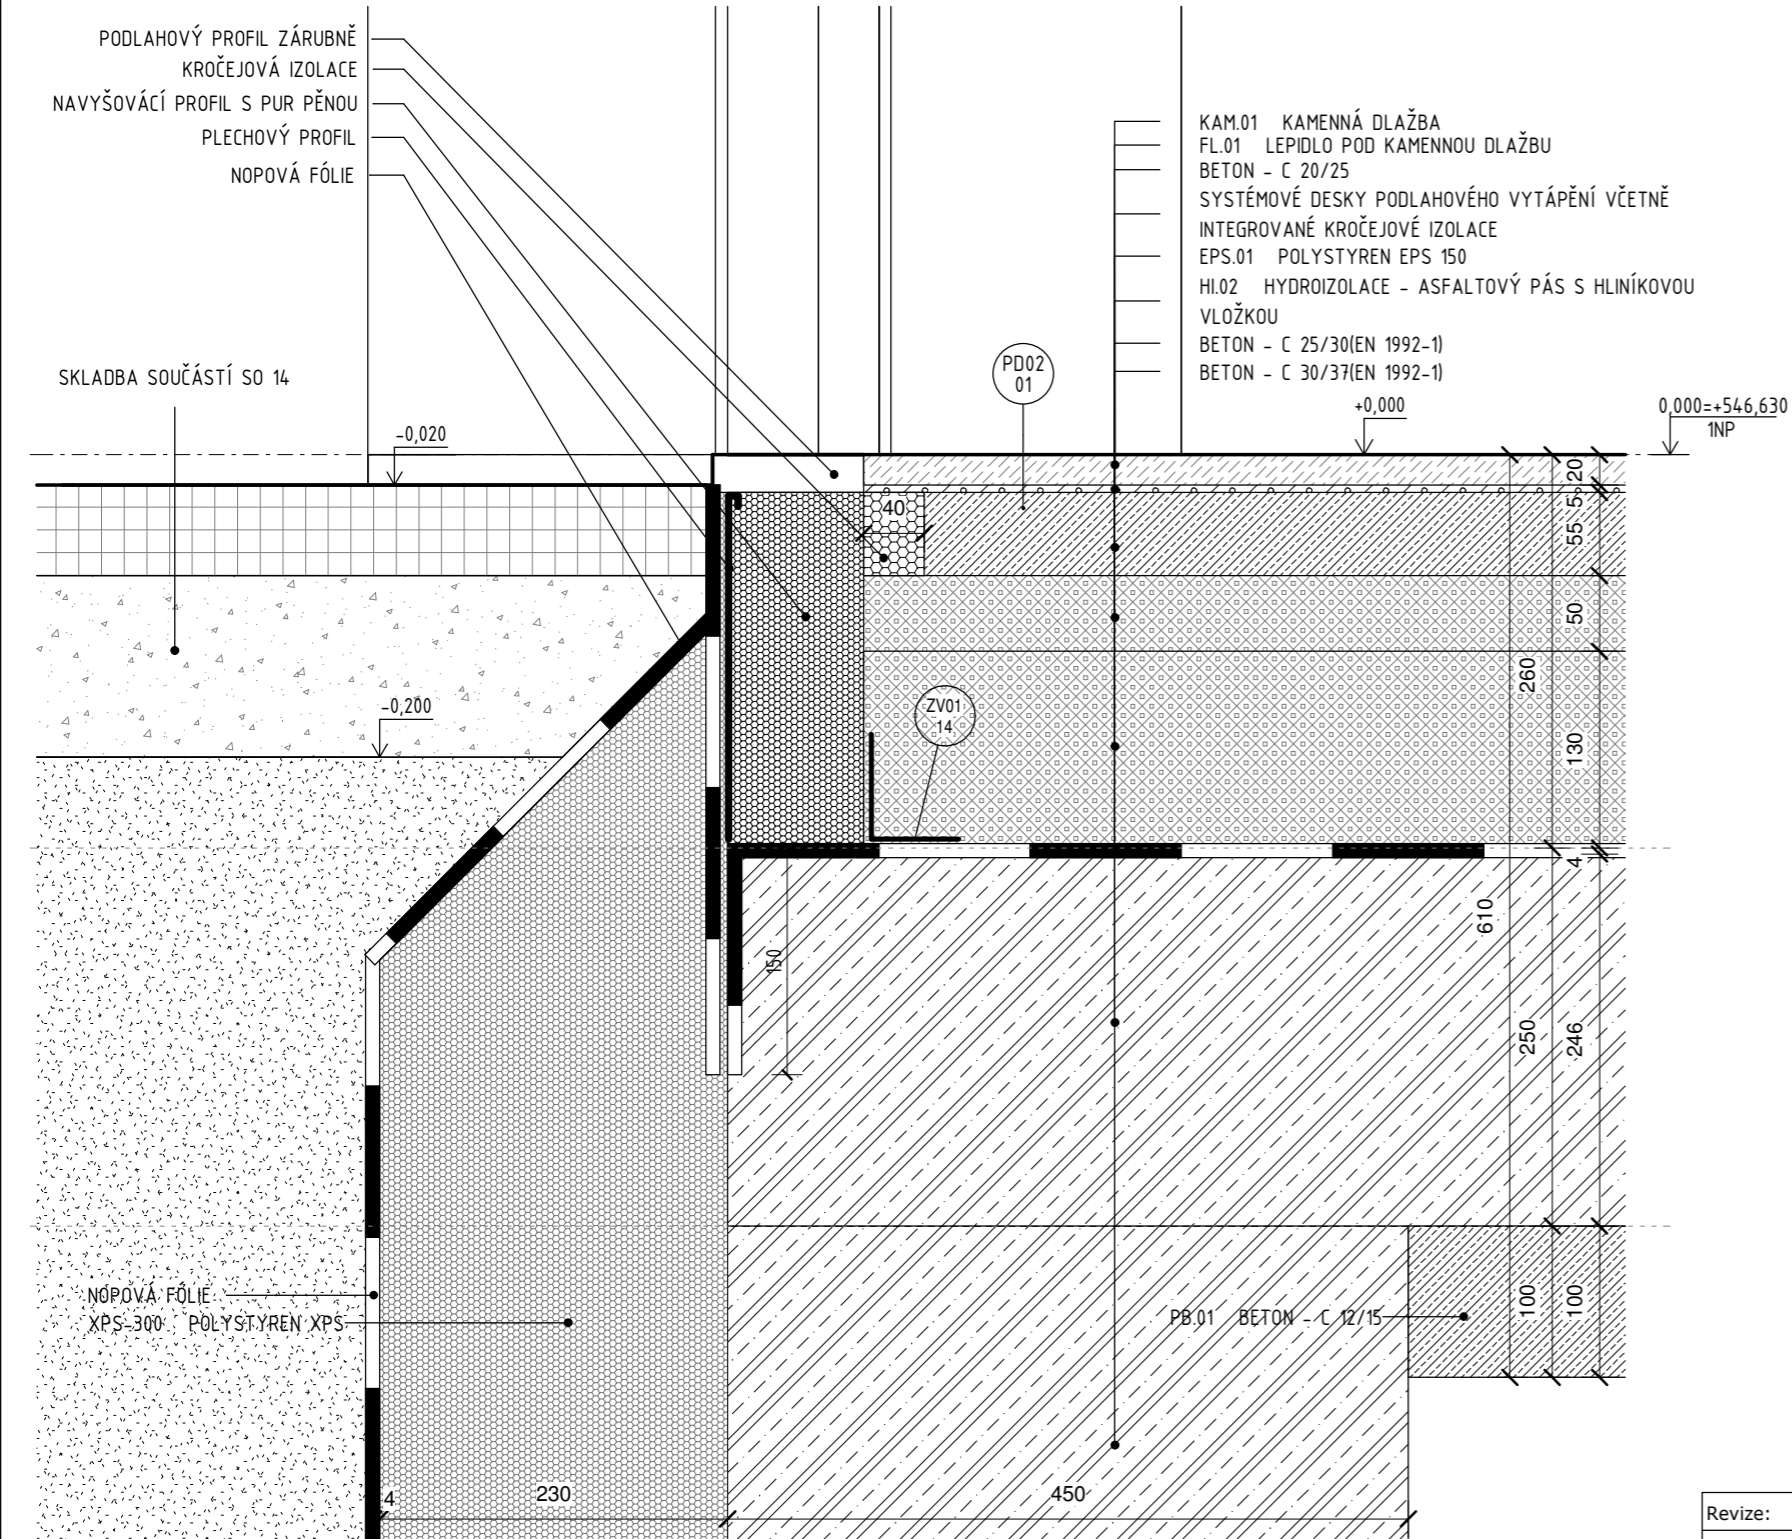 PODLAHOVÝ PROFIL ZÁRUBNĚ
KROČEJOVÁ IZOLACE
NAVYŠOVÁCÍ PROFIL S PUR PĚNOU
PLECHOVÝ PROFIL
NOPOVÁ FÓLIE
KAM.01 KAMENNÁ DLAŽBA
FL.01 LEPIDLO POD KAMENNOU DLAŽBU
BETON - C 20/25
SYSTÉMOVÉ DESKY PODLAHOVÉHO VYTÁPĚNÍ VČETNĚ
INTEGROVANÉ KROČEJOVÉ IZOLACE
EPS.01 POLYSTYREN EPS 150
HI.02 HYDROIZOLACE - ASFALTOVÝ PÁS S HLINÍKOVOU
VLOŽKOU
BETON - C 25/30(EN 1992-1)
BETON - C 30/37(EN 1992-1)
SKLADBA SOUČÁSTÍ SO 14
PD02
01
+0,000
0,000=+546,630
1NP
-0,020
20
5
40
55
50
260
-0,200
ZV01
14
130
4
610
150
250
246
NOPOVÁ FÓLIE
XPS-300 POLYSTYREN XPS
PB.01 BETON - C 12/15
100
100
4
230
450
Revize: